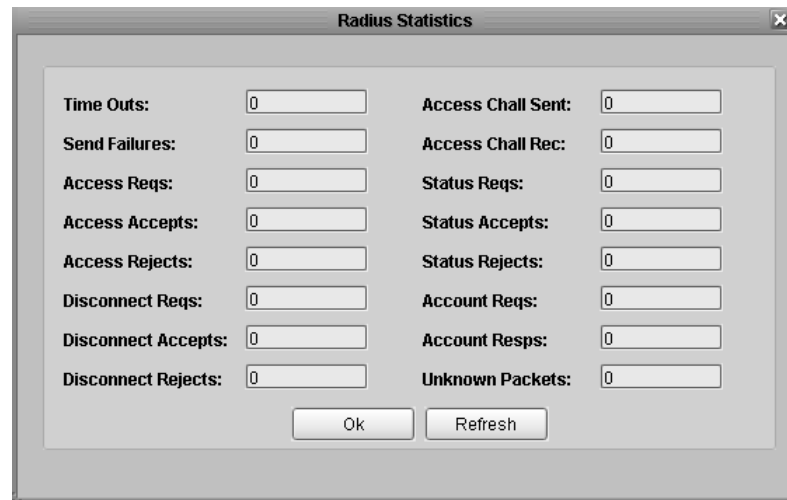 Radius Statistics
Time Outs: 0 Access Chall Sent: 0
Send Failures: 0 Access Chall Rec: 0
Access Reqs: 0 Status Reqs: 0
Access Accepts: 0 Status Accepts: 0
Access Rejects: 0 Status Rejects: 0
Disconnect Reqs: 0 Account Reqs: 0
Disconnect Accepts: 0 Account Resps: 0
Disconnect Rejects: 0 Unknown Packets: 0
Ok Refresh